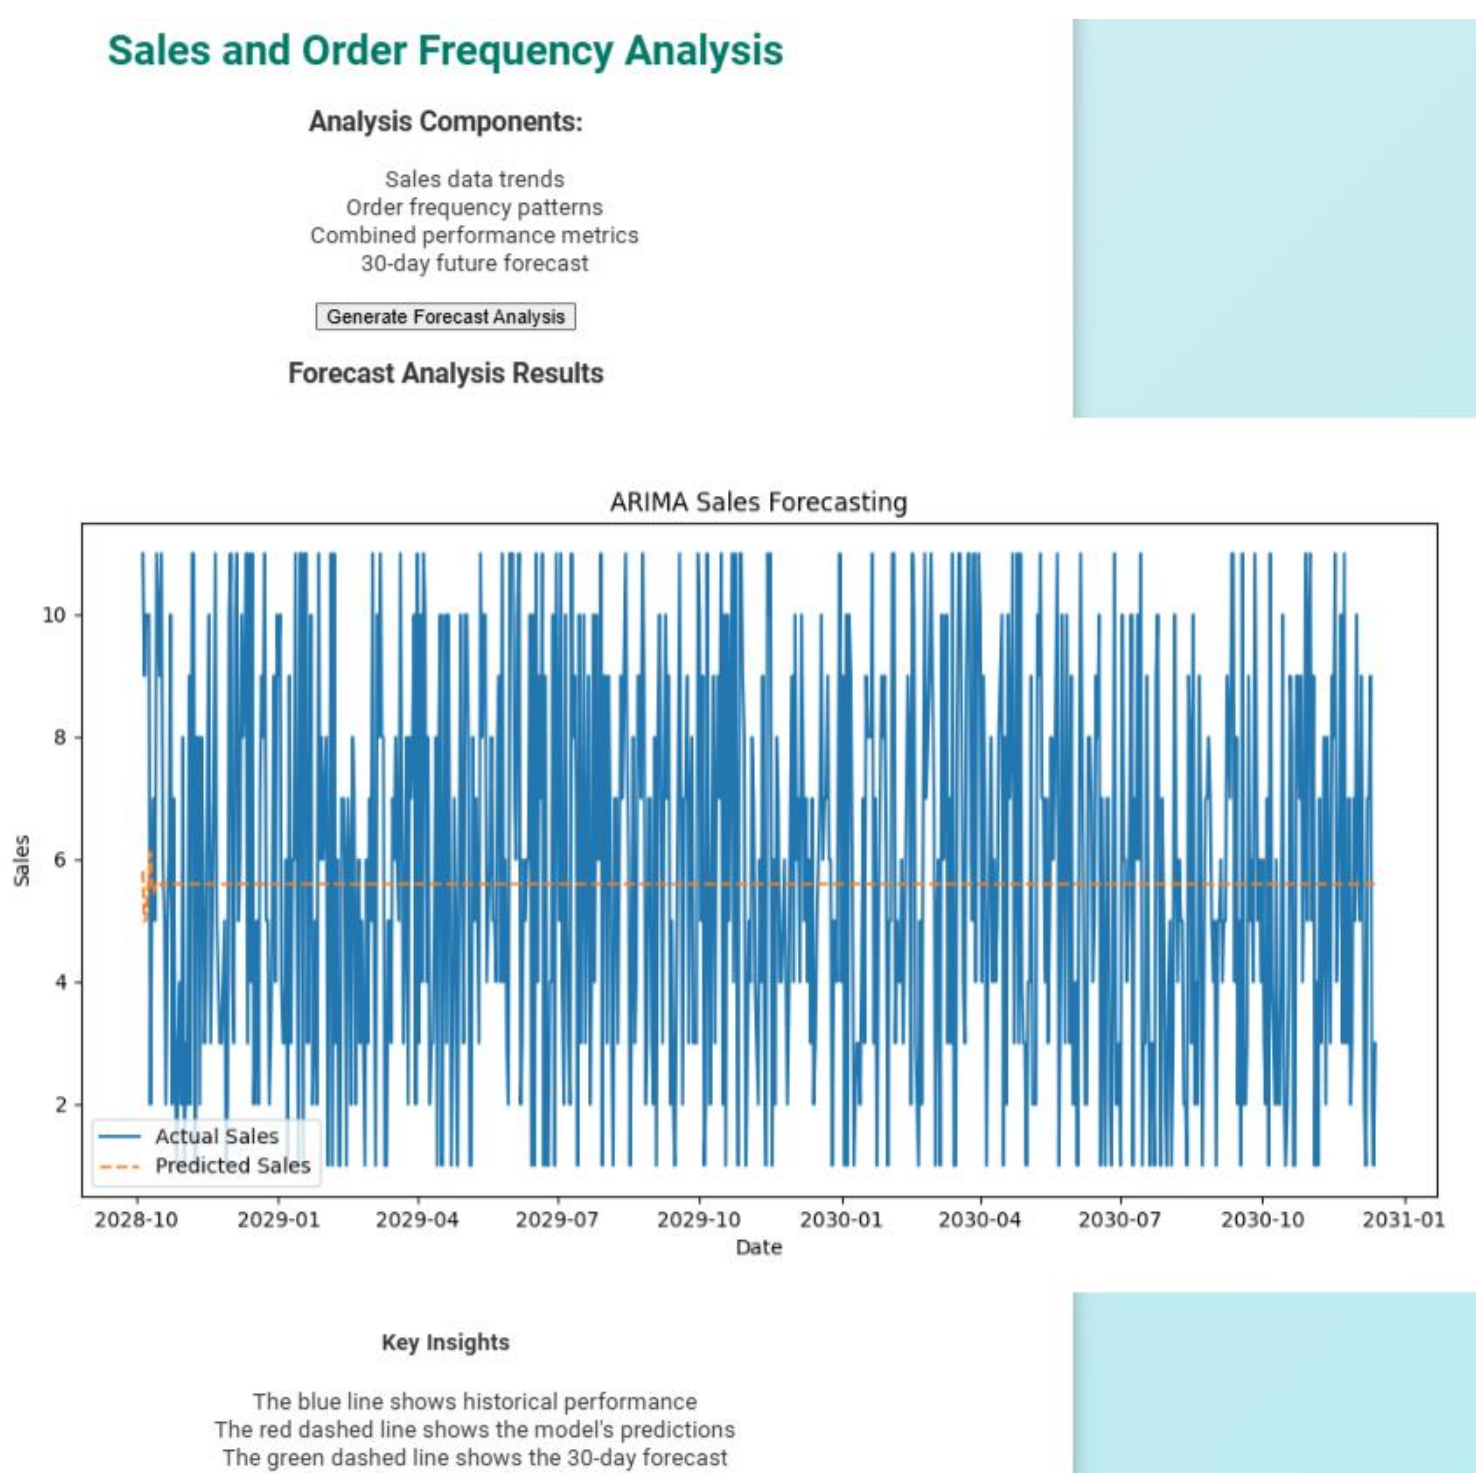 Sales and Order Frequency Analysis
Analysis Components:
Sales data trends
Order frequency patterns
Combined performance metrics
30-day future forecast
Generate Forecast Analysis
Forecast Analysis Results
ARIMA Sales Forecasting
10
8
6
4
2
Sales
Actual Sales
Predicted Sales
2028-10 2029-01 2029-04 2029-07 2029-10 2030-01 2030-04 2030-07 2030-10 2031-01
Date
Key Insights
The blue line shows historical performance
The red dashed line shows the model's predictions
The green dashed line shows the 30-day forecast